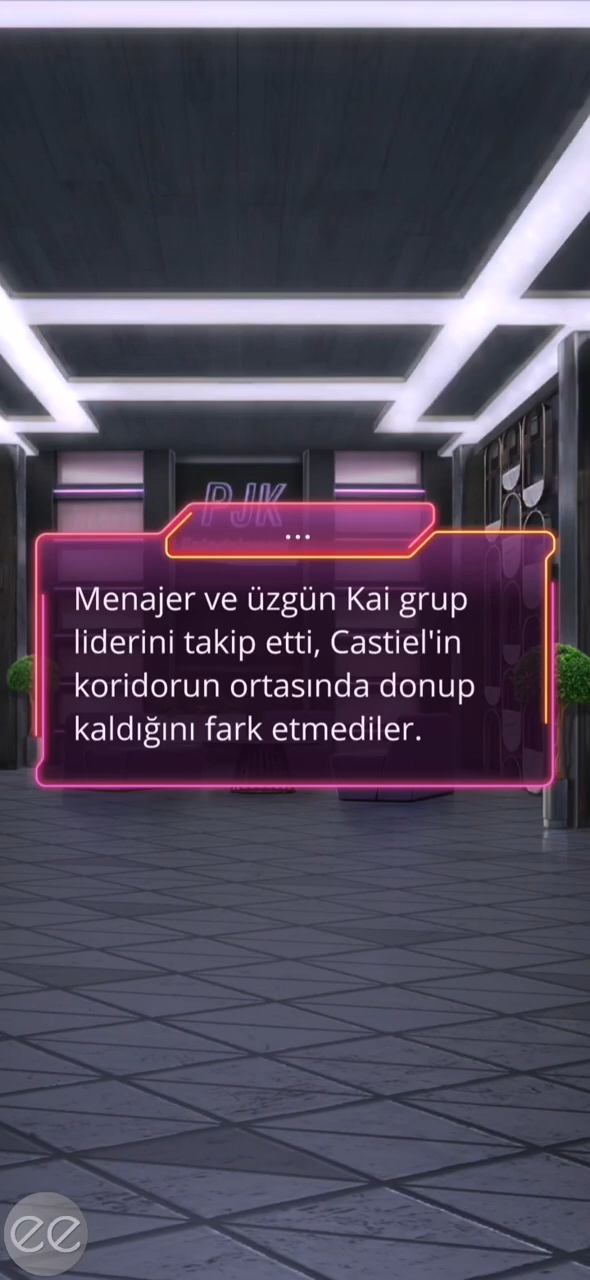 PJK
...
Menajer ve üzgün Kai grup
liderini takip etti, Castiel'in
koridorun ortasında donup
kaldığını fark etmediler.
ee